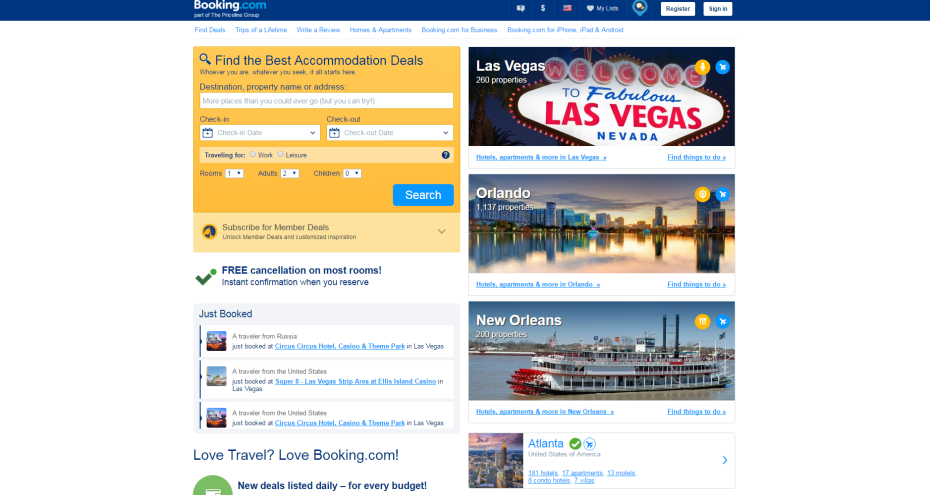 Booking.com
part of The Priceline Group
$
My Lists
Register
Sign in
Find Deals
Trips of a Lifetime
Write a Review
Homes & Apartments
Booking.com for Business
Booking.com for iPhone, iPad & Android
Find the Best Accommodation Deals
Whoever you are, whatever you seek, it all starts here
Destination, property name or address:
More places than you could ever go (but you can try!)
Check-in
Check-out
Check-in Date
Check-out Date
Traveling for:
Work
Leisure
?
Rooms 1
Adults 2
Children 0
Search
Subscribe for Member Deals
Unlock Member Deals and customized inspiration
FREE cancellation on most rooms!
Instant confirmation when you reserve
Just Booked
A traveler from Russia
just booked at Circus Circus Hotel, Casino & Theme Park in Las Vegas
A traveler from the United States
just booked at Super 8 - Las Vegas Strip Area at Ellis Island Casino in
Las Vegas
A traveler from the United States
just booked at Circus Circus Hotel, Casino & Theme Park in Las Vegas
Love Travel? Love Booking.com!
New deals listed daily – for every budget!
Las Vegas
260 properties
WELCOME
TO Fabulous
LAS VEGAS
NEVADA
Hotels, apartments & more in Las Vegas »
Find things to do »
Orlando
1,137 properties
Hotels, apartments & more in Orlando »
Find things to do »
New Orleans
200 properties
Hotels, apartments & more in New Orleans »
Find things to do »
Atlanta
United States of America
181 hotels, 17 apartments, 13 motels,
6 condo hotels, 7 villas